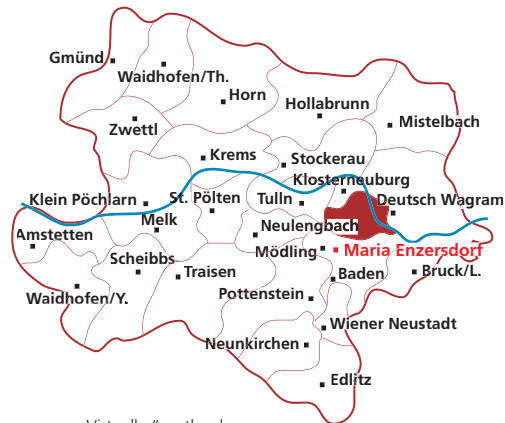 Gmünd
Waidhofen/Th.
Horn
Hollabrunn
Mistelbach
Zwettl
Krems
Stockerau
Klosterneuburg
Klein Pöchlarn
St. Pölten
Tulln
Deutsch Wagram
Melk
Neulengbach
Amstetten
Mödling
Maria Enzersdorf
Scheibbs
Traisen
Baden
Bruck/L.
Waidhofen/Y.
Pottenstein
Wiener Neustadt
Neunkirchen
Edlitz